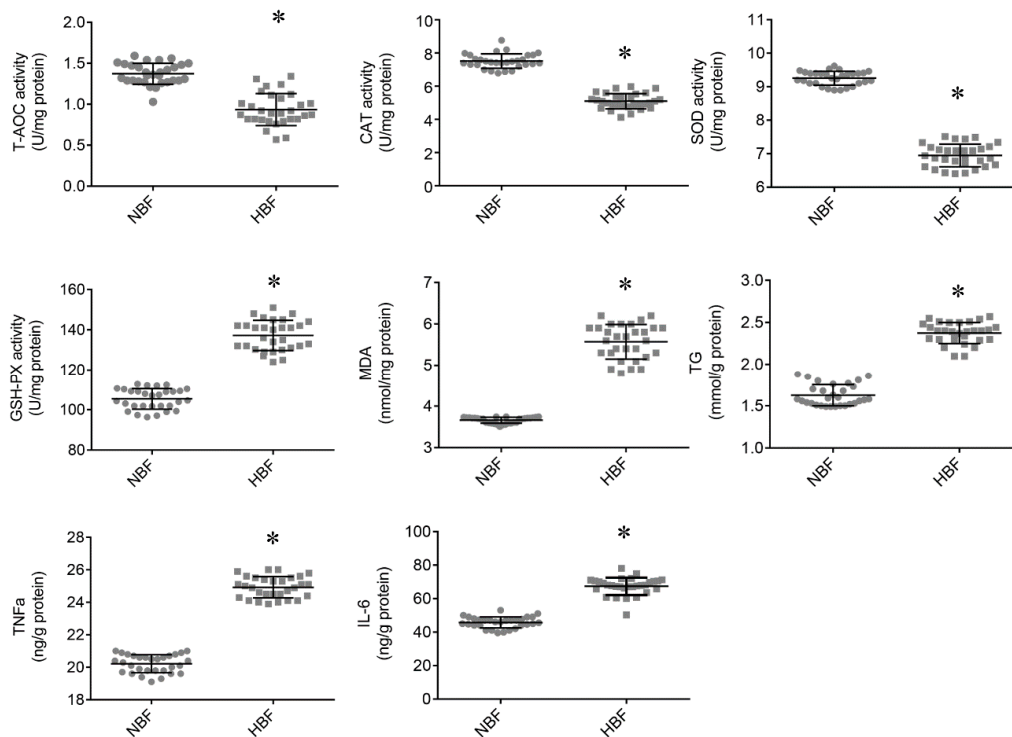 T-AOC activity
(U/mg protein)
2.0
1.5
1.0
0.5
0.0
*
NBF
HBF
CAT activity
(U/mg protein)
10
8
6
4
2
0
*
NBF
HBF
SOD activity
(U/mg protein)
11
10
9
8
7
6
*
NBF
HBF
GSH-PX activity
(U/mg protein)
160
140
120
100
80
*
NBF
HBF
MDA
(nmol/mg protein)
7
6
5
4
3
*
NBF
HBF
TG
(mmol/g protein)
3.0
2.5
2.0
1.5
1.0
*
NBF
HBF
TNFa
(ng/g protein)
28
26
24
22
20
18
*
NBF
HBF
IL-6
(ng/g protein)
100
80
60
40
20
0
*
NBF
HBF